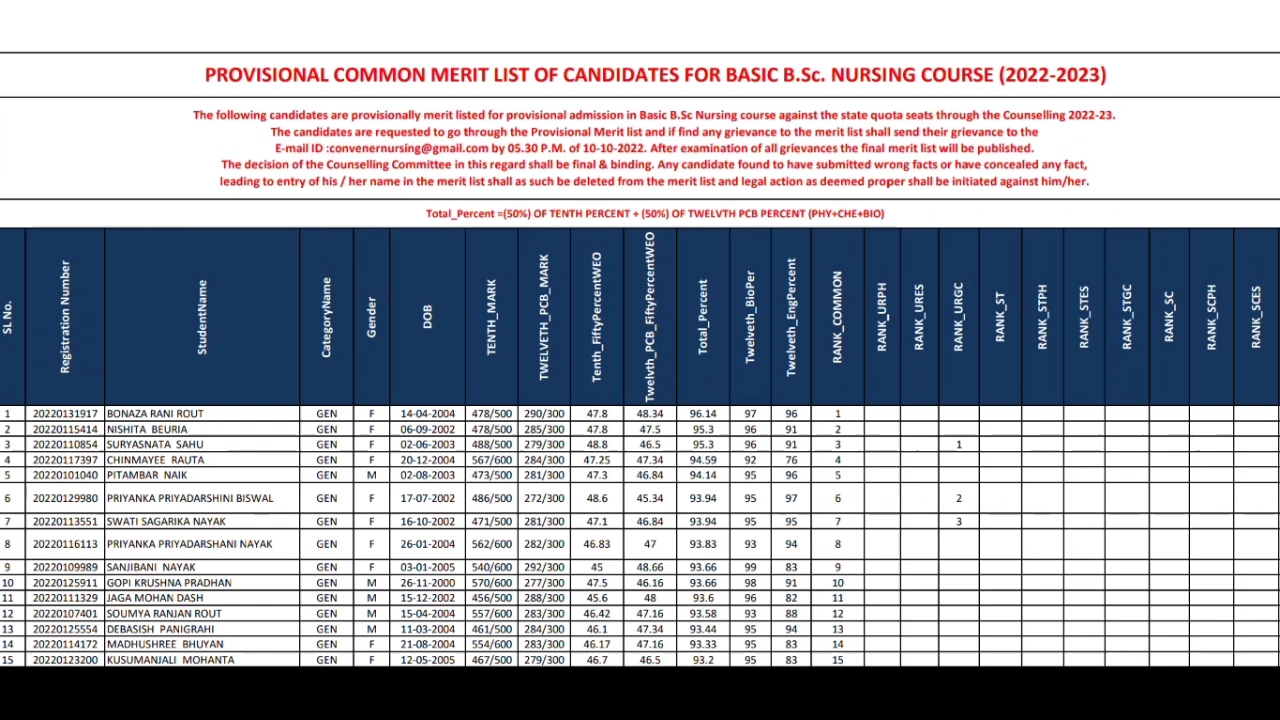 PROVISIONAL COMMON MERIT LIST OF CANDIDATES FOR BASIC B.Sc. NURSING COURSE (2022-2023)
The following candidates are provisionally merit listed for provisional admission in Basic B.Sc Nursing course against the state quota seats through the Counselling 2022-23.
The candidates are requested to go through the Provisional Merit list and if find any grievance to the merit list shall send their grievance to the
E-mail ID :convenernursing@gmail.com by 05.30 P.M. of 10-10-2022. After examination of all grievances the final merit list will be published.
The decision of the Counselling Committee in this regard shall be final & binding. Any candidate found to have submitted wrong facts or have concealed any fact,
leading to entry of his / her name in the merit list shall as such be deleted from the merit list and legal action as deemed proper shall be initiated against him/her.
Total_Percent =(50%) OF TENTH PERCENT + (50%) OF TWELVTH PCB PERCENT (PHY+CHE+BIO)
SL No. Registration Number StudentName CategoryName Gender DOB TENTH_MARK TWELVETH_PCB_MARK Tenth_FiftyPercentWEO Twelvth_PCB_FiftyPercentWEO Total_Percent Twelveth_BioPer Twelveth_EngPercent RANK_COMMON RANK_URPH RANK_URES RANK_URGC RANK_ST RANK_STPH RANK_STES RANK_STGC RANK_SC RANK_SCPH RANK_SCES
1 20220131917 BONAZA RANI ROUT GEN F 14-04-2004 478/500 290/300 47.8 48.34 96.14 97 96 1
2 20220115414 NISHITA BEURIA GEN F 06-09-2002 478/500 285/300 47.8 47.5 95.3 96 91 2
3 20220110854 SURYASNATA SAHU GEN F 02-06-2003 488/500 279/300 48.8 46.5 95.3 96 91 3 1
4 20220117397 CHINMAYEE RAUTA GEN F 20-12-2004 567/600 284/300 47.25 47.34 94.59 92 76 4
5 20220101040 PITAMBAR NAIK GEN M 02-08-2003 473/500 281/300 47.3 46.84 94.14 95 96 5
6 20220129980 PRIYANKA PRIYADARSHINI BISWAL GEN F 17-07-2002 486/500 272/300 48.6 45.34 93.94 95 97 6 2
7 20220113551 SWATI SAGARIKA NAYAK GEN F 16-10-2002 471/500 281/300 47.1 46.84 93.94 95 95 7 3
8 20220116113 PRIYANKA PRIYADARSHANI NAYAK GEN F 26-01-2004 562/600 282/300 46.83 47 93.83 93 94 8
9 20220109989 SANJIBANI NAYAK GEN F 03-01-2005 540/600 292/300 45 48.66 93.66 99 83 9
10 20220125911 GOPI KRUSHNA PRADHAN GEN M 26-11-2000 570/600 277/300 47.5 46.16 93.66 98 91 10
11 20220111329 JAGA MOHAN DASH GEN M 15-12-2002 456/500 288/300 45.6 48 93.6 96 82 11
12 20220107401 SOUMYA RANJAN ROUT GEN M 15-04-2004 557/600 283/300 46.42 47.16 93.58 93 88 12
13 20220125554 DEBASISH PANIGRAHI GEN M 11-03-2004 461/500 284/300 46.1 47.34 93.44 95 94 13
14 20220114172 MADHUSHREE BHUYAN GEN F 21-08-2004 554/600 283/300 46.17 47.16 93.33 95 83 14
15 20220123200 KUSUMANJALI MOHANTA GEN F 12-05-2005 467/500 279/300 46.7 46.5 93.2 95 83 15